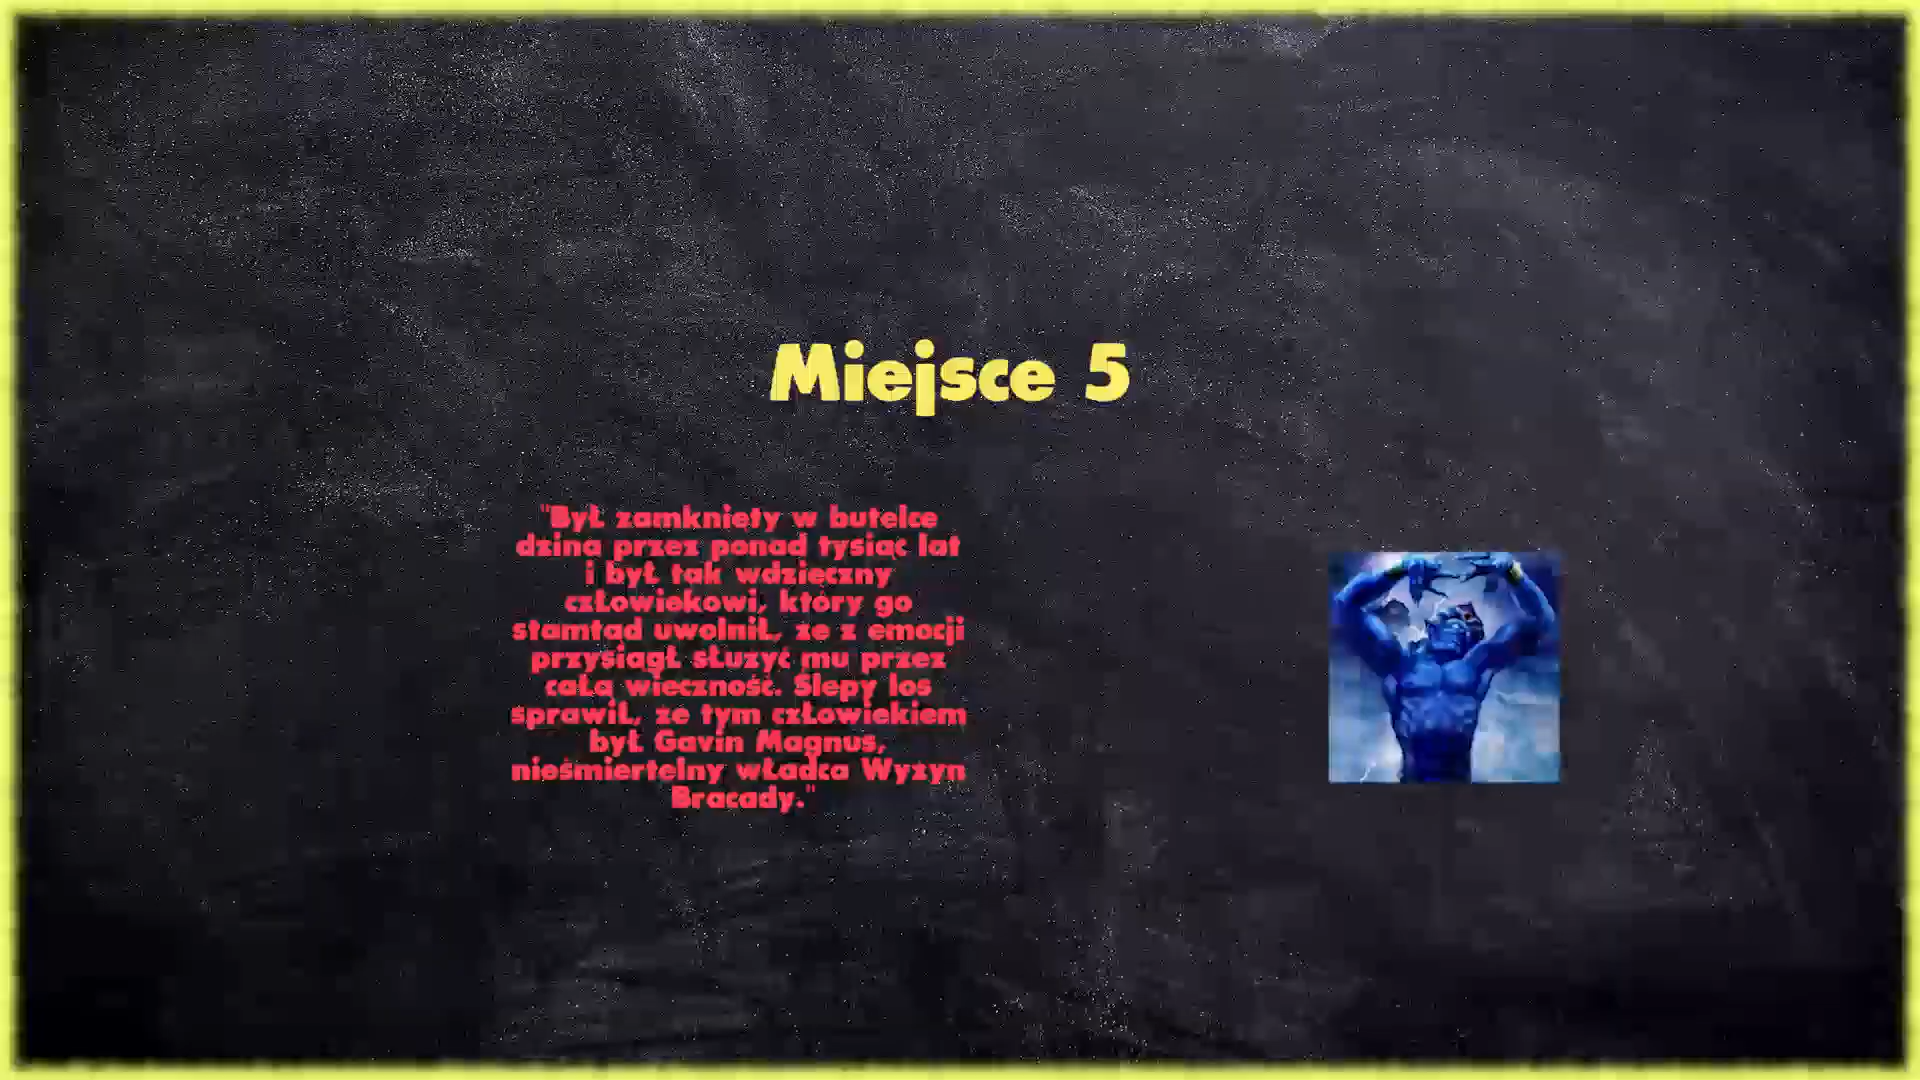 Miejsce 5
"Był zamknięty w butelce
dżina przez ponad tysiąc lat
i był tak wdzięczny
człowiekowi, który go
stamtąd uwolnił, że z emocji
przysiągł służyć mu przez
całą wieczność. Ślepy los
sprawił, że tym człowiekiem
był Gavin Magnus,
nieśmiertelny władca Wyżyn
Bracady."